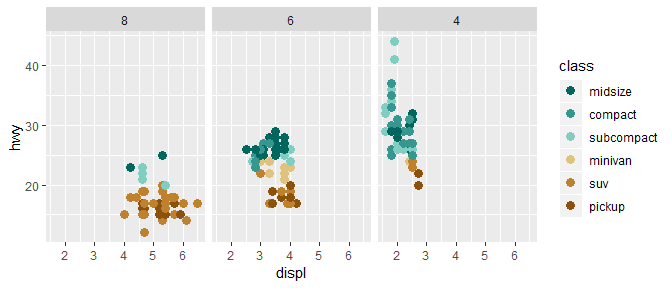 8 6 4
hwy
40
30
20
2 3 4 5 6 2 3 4 5 6 2 3 4 5 6
displ
class
midsize
compact
subcompact
minivan
suv
pickup